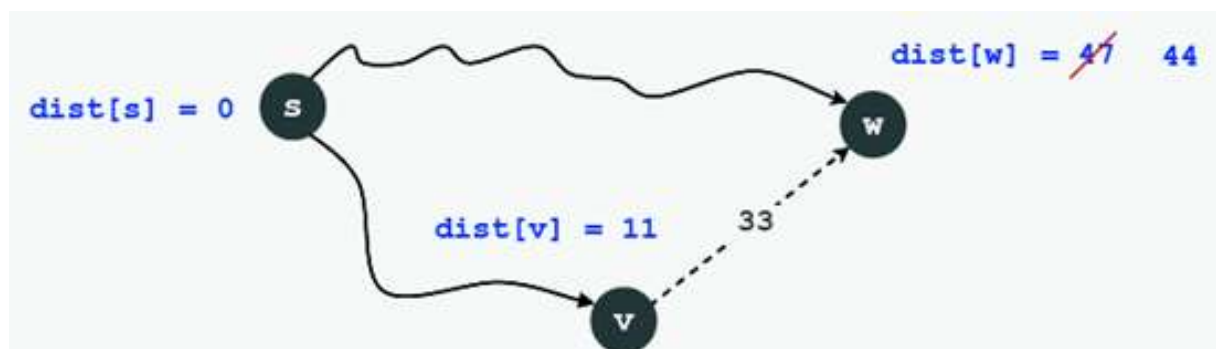 dist[w] = 47 44
dist[s] = 0
s
w
dist[v] = 11
33
v